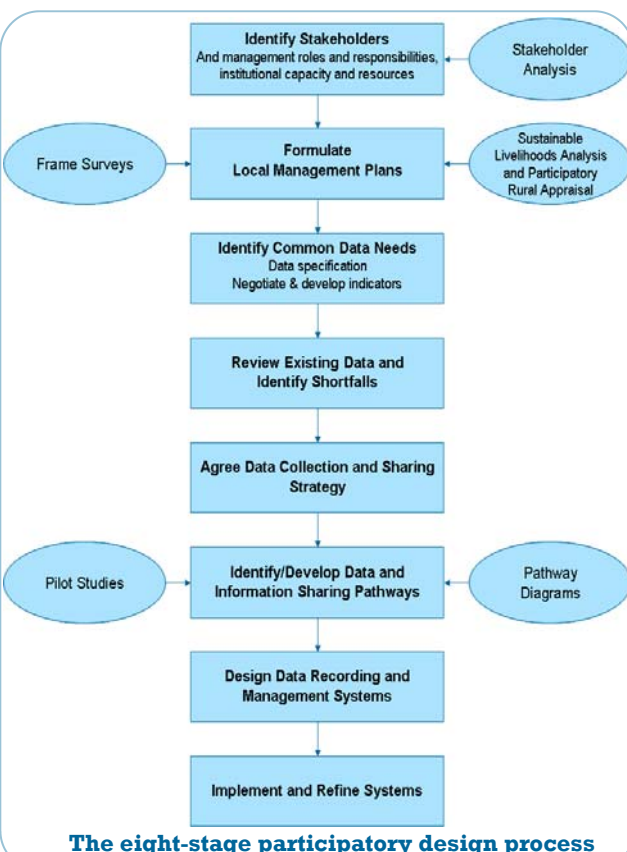 Identify Stakeholders
And management roles and responsibilities,
institutional capacity and resources
Stakeholder
Analysis
Frame Surveys
Formulate
Local Management Plans
Sustainable
Livelihoods Analysis
and Participatory
Rural Appraisal
Identify Common Data Needs
Data specification
Negotiate & develop indicators
Review Existing Data and
Identify Shortfalls
Agree Data Collection and Sharing
Strategy
Pilot Studies
Identify/Develop Data and
Information Sharing Pathways
Pathway
Diagrams
Design Data Recording and
Management Systems
Implement and Refine Systems
The eight-stage participatory design process